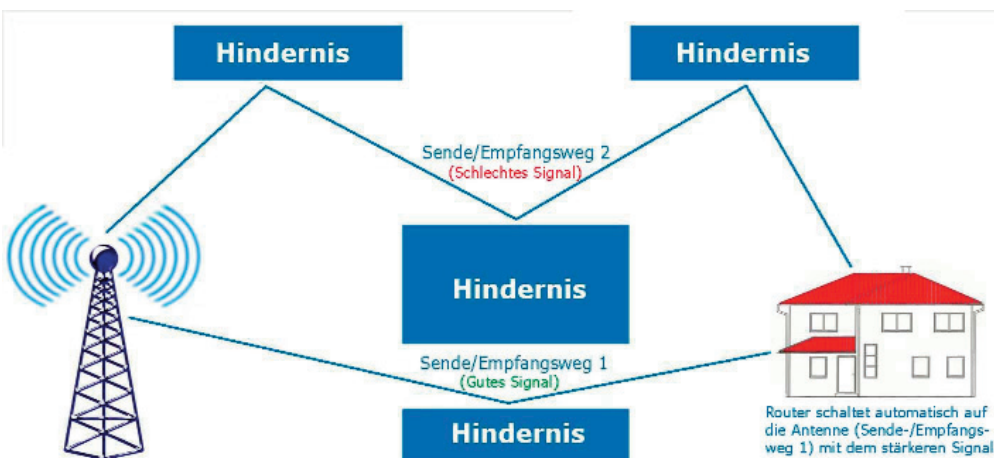 Hindernis
Hindernis
Sende/Empfangsweg 2
(Schlechtes Signal)
Hindernis
Sende/Empfangsweg 1
(Gutes Signal)
Hindernis
Router schaltet automatisch auf
die Antenne (Sende-/Empfangs-
weg 1) mit dem stärkeren Signal